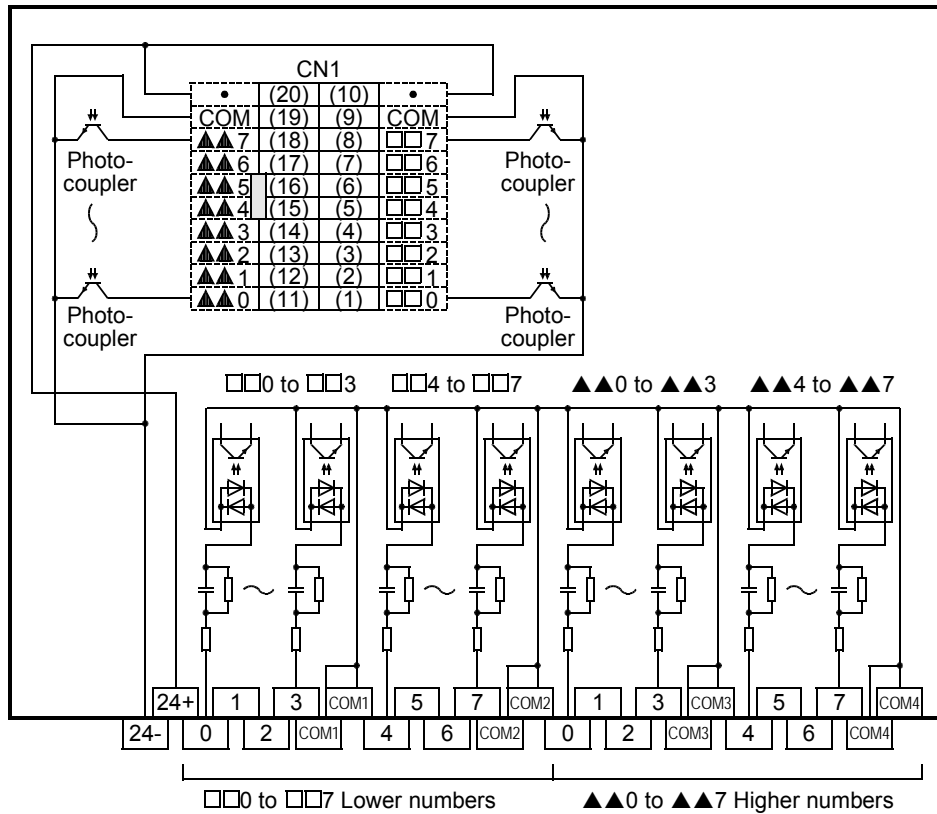 CN1
• (20) (10) •
COM (19) (9) COM
▲▲7 (18) (8) □□7
▲▲6 (17) (7) □□6
▲▲5 (16) (6) □□5
▲▲4 (15) (5) □□4
▲▲3 (14) (4) □□3
▲▲2 (13) (3) □□2
▲▲1 (12) (2) □□1
▲▲0 (11) (1) □□0
Photo-
coupler
Photo-
coupler
Photo-
coupler
Photo-
coupler
□□0 to □□3 □□4 to □□7 ▲▲0 to ▲▲3 ▲▲4 to ▲▲7
24+ 1 3 COM1 5 7 COM2 1 3 COM3 5 7 COM4
24- 0 2 COM1 4 6 COM2 0 2 COM3 4 6 COM4
□□0 to □□7 Lower numbers ▲▲0 to ▲▲7 Higher numbers